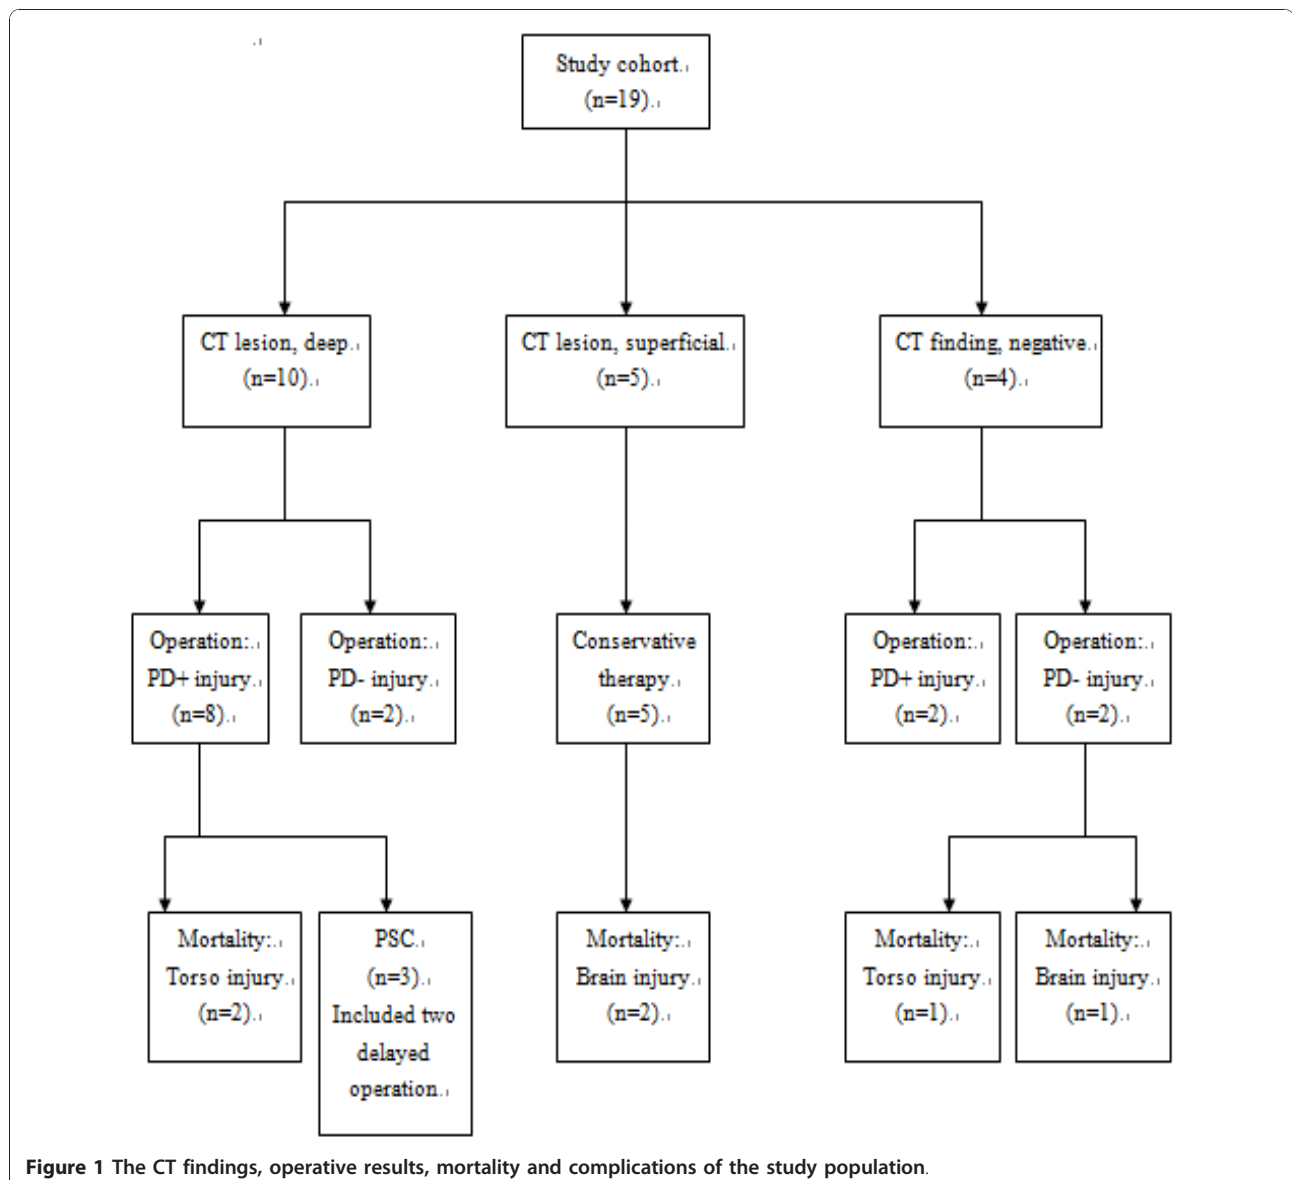 Study cohort
(n=19)
CT lesion, deep
(n=10)
CT lesion, superficial
(n=5)
CT finding, negative
(n=4)
Operation:
PD+ injury
(n=8)
Operation:
PD- injury
(n=2)
Conservative
therapy
(n=5)
Operation:
PD+ injury
(n=2)
Operation:
PD- injury
(n=2)
Mortality:
Torso injury
(n=2)
PSC
(n=3)
Included two
delayed
operation
Mortality:
Brain injury
(n=2)
Mortality:
Torso injury
(n=1)
Mortality:
Brain injury
(n=1)
Figure 1 The CT findings, operative results, mortality and complications of the study population.